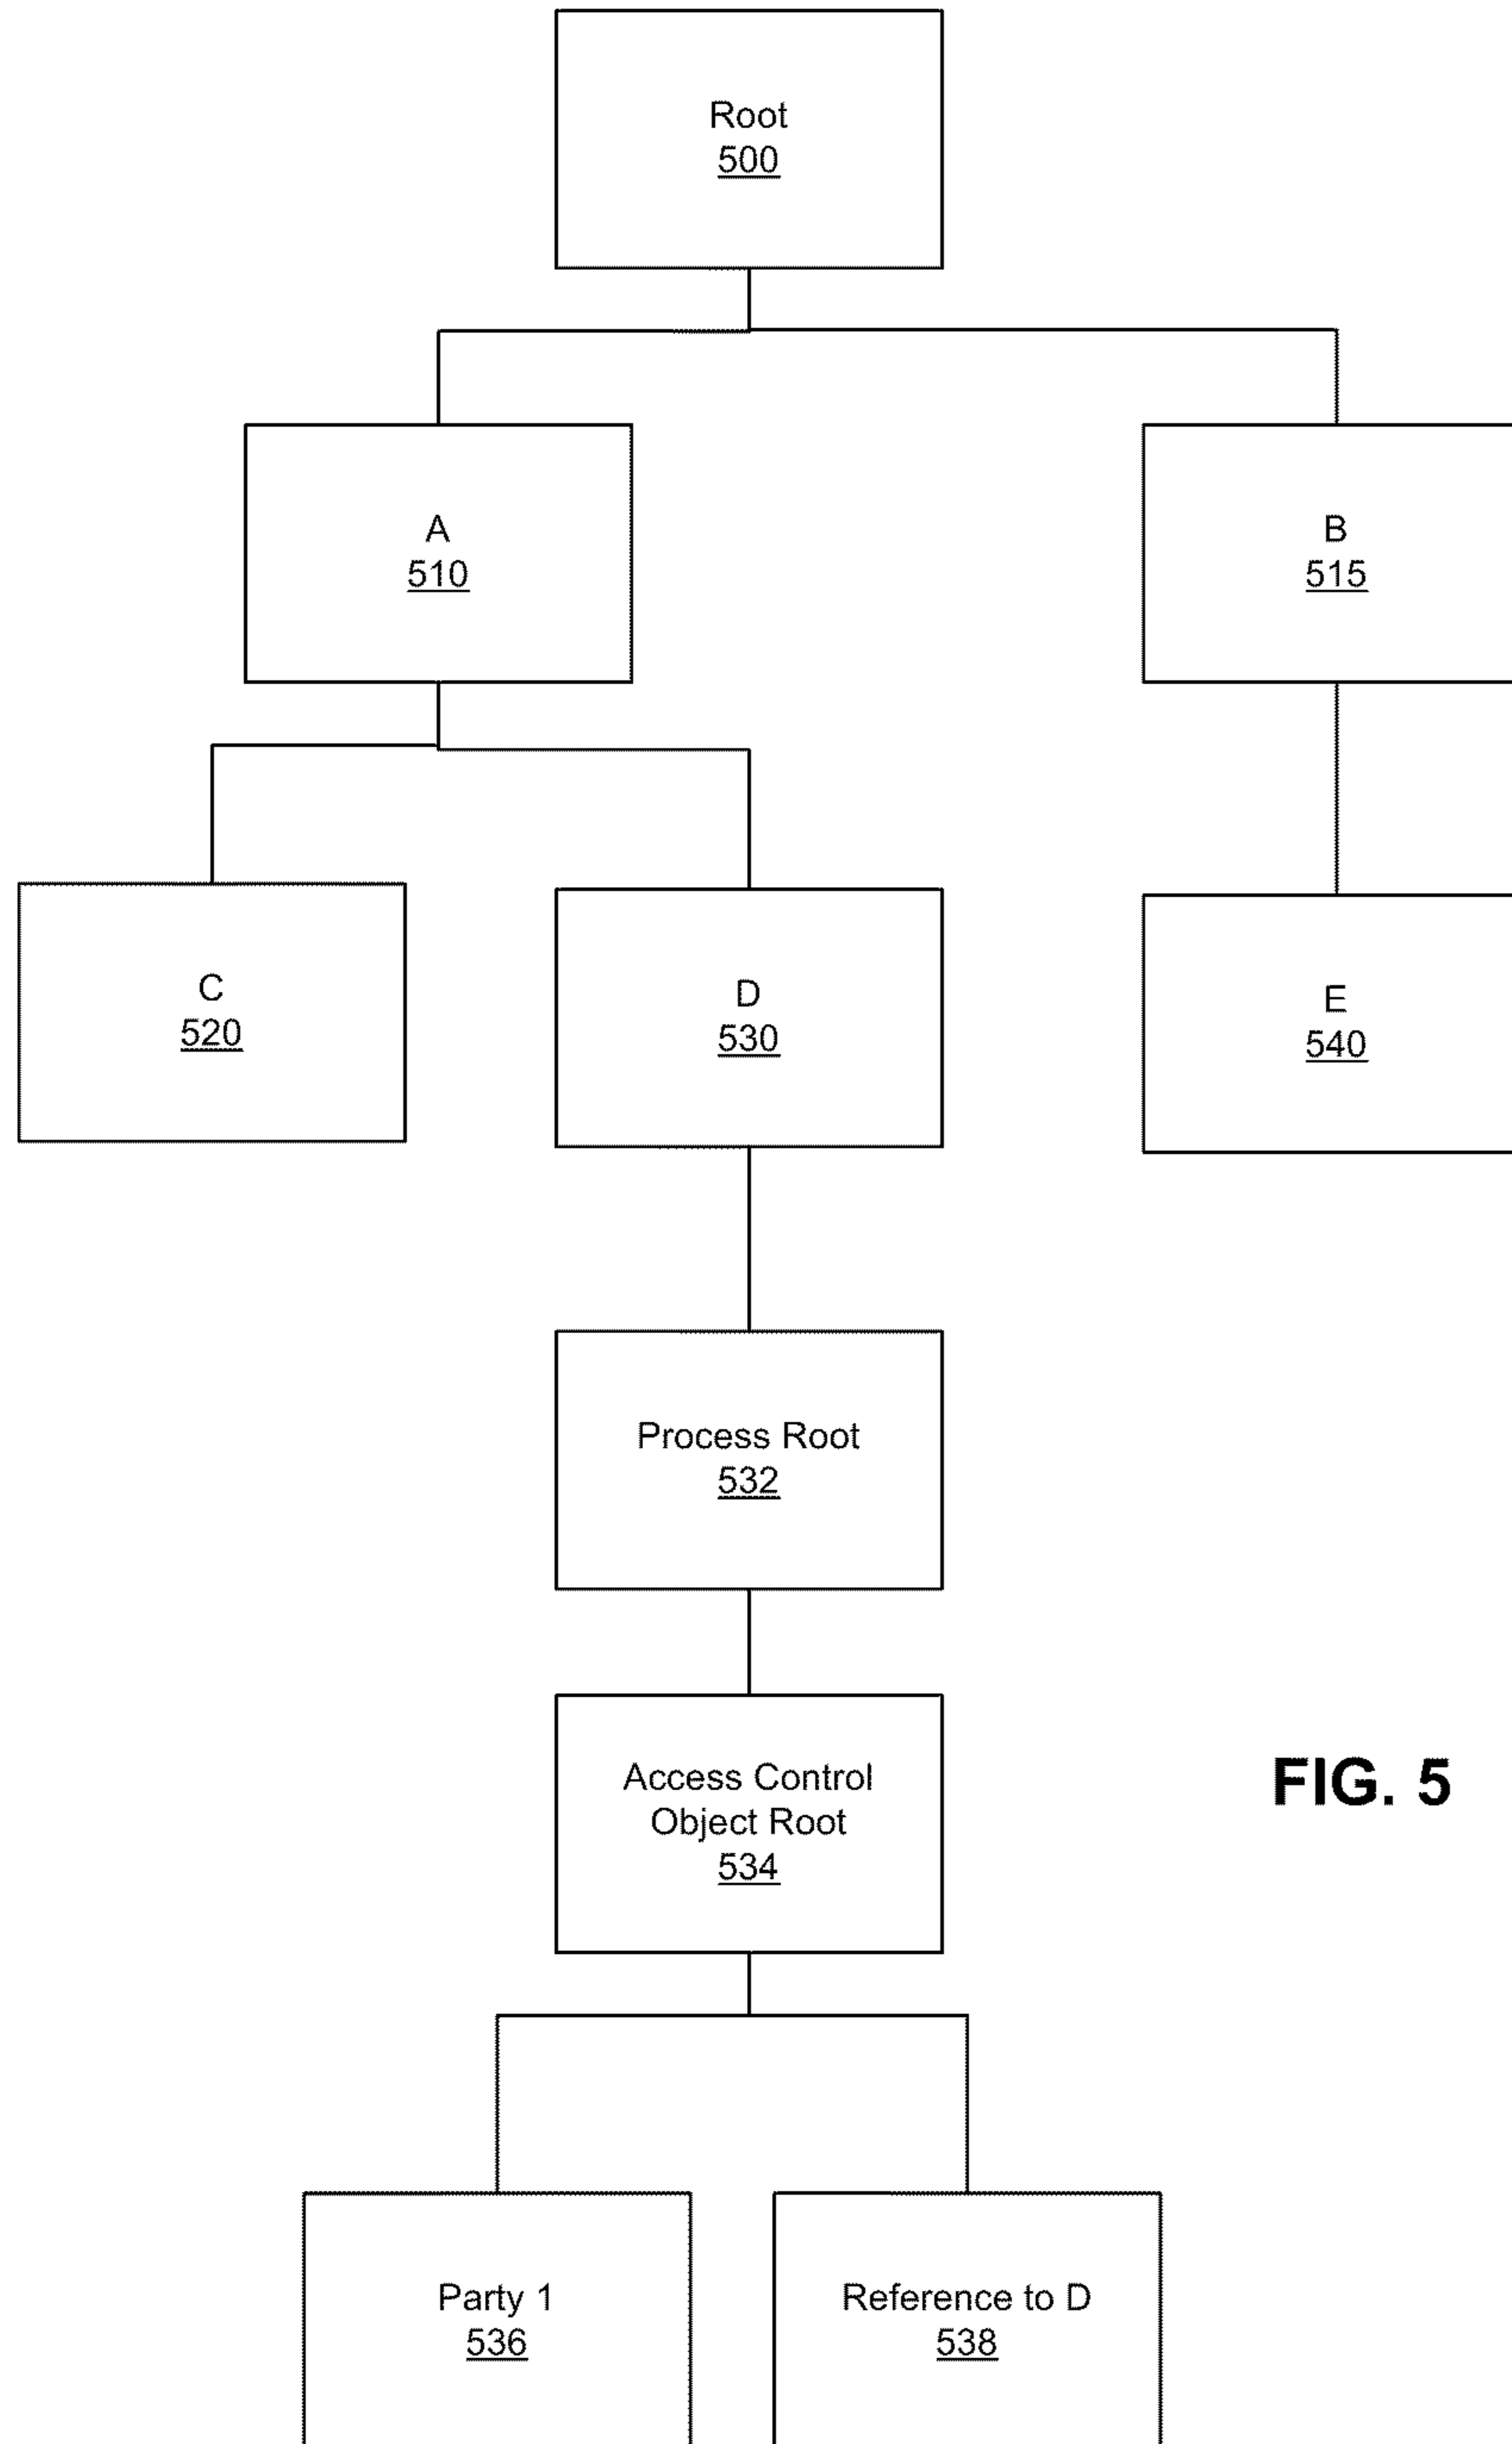 Root
500
A
510
B
515
C
520
D
530
E
540
Process Root
532
Access Control
Object Root
534
FIG. 5
Party 1
536
Reference to D
538